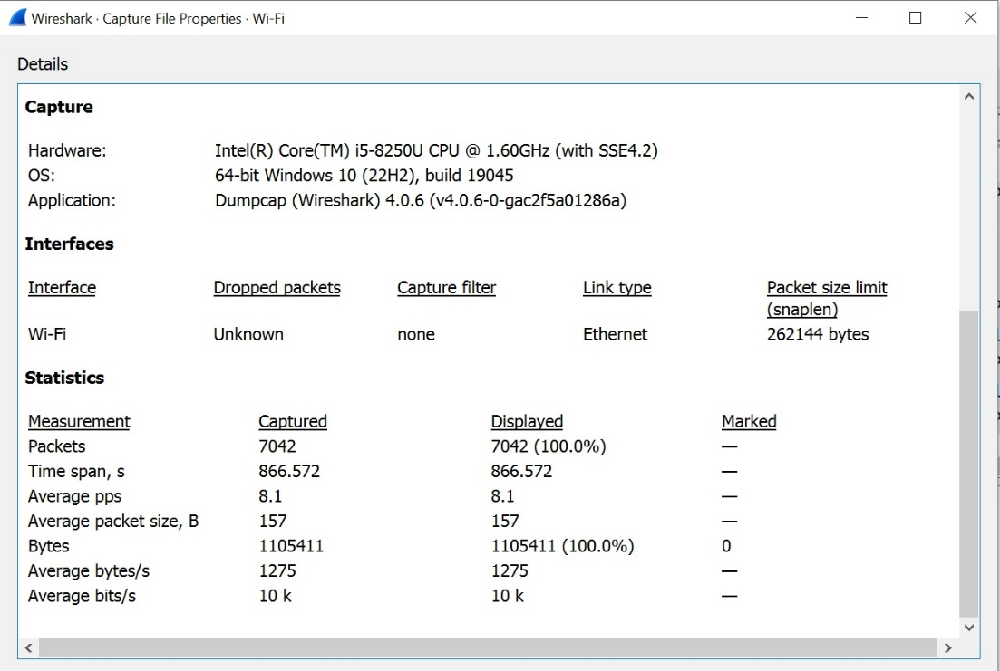 Wireshark · Capture File Properties · Wi-Fi
Details
Capture
Hardware: Intel(R) Core(TM) i5-8250U CPU @ 1.60GHz (with SSE4.2)
OS: 64-bit Windows 10 (22H2), build 19045
Application: Dumpcap (Wireshark) 4.0.6 (v4.0.6-0-gac2f5a01286a)
Interfaces
Interface Dropped packets Capture filter Link type Packet size limit
(snaplen)
Wi-Fi Unknown none Ethernet 262144 bytes
Statistics
Measurement Captured Displayed Marked
Packets 7042 7042 (100.0%) —
Time span, s 866.572 866.572 —
Average pps 8.1 8.1 —
Average packet size, B 157 157 —
Bytes 1105411 1105411 (100.0%) 0
Average bytes/s 1275 1275 —
Average bits/s 10 k 10 k —